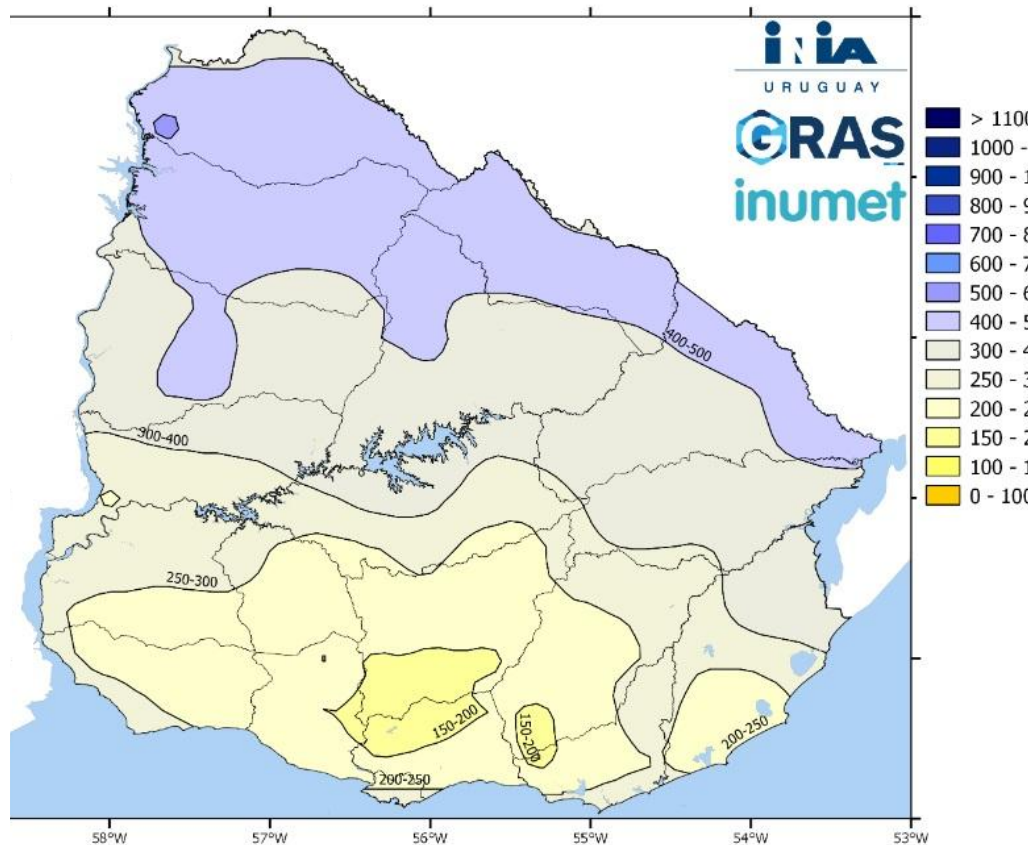 INIA
URUGUAY
GRAS
inumet
> 1100
1000 -
900 - 1
800 - 9
700 - 8
600 - 7
500 - 6
400 - 5
300 - 4
250 - 3
200 - 2
150 - 2
100 - 1
0 - 100
400-500
300-400
250-300
150-200
150-200
200-250
200-250
58°W
57°W
56°W
55°W
54°W
53°W